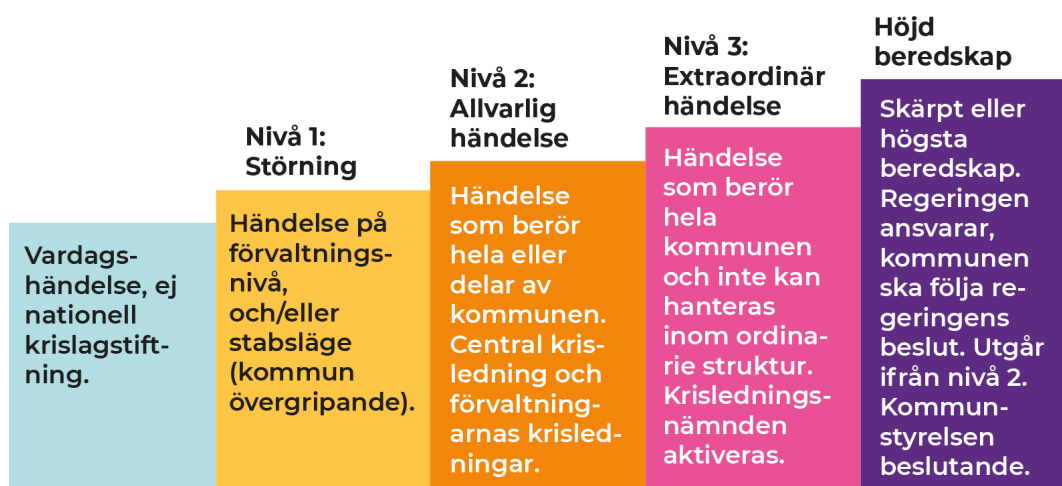 Vardags-
händelse, ej
nationell
krislagstift-
ning.
Nivå 1:
Störning
Händelse på
förvaltnings-
nivå,
och/eller
stabsläge
(kommun
övergripande).
Nivå 2:
Allvarlig
händelse
Händelse
som berör
hela eller
delar av
kommunen.
Central kris-
ledning och
förvaltning-
arnas krisled-
ningar.
Nivå 3:
Extraordinär
händelse
Händelse
som berör
hela
kommunen
och inte kan
hanteras
inom ordina-
rie struktur.
Krislednings-
nämnden
aktiveras.
Höjd
beredskap
Skärpt eller
högsta
beredskap.
Regeringen
ansvarar,
kommunen
ska följa re-
geringens
beslut. Utgår
ifrån nivå 2.
Kommun-
styrelsen
beslutande.